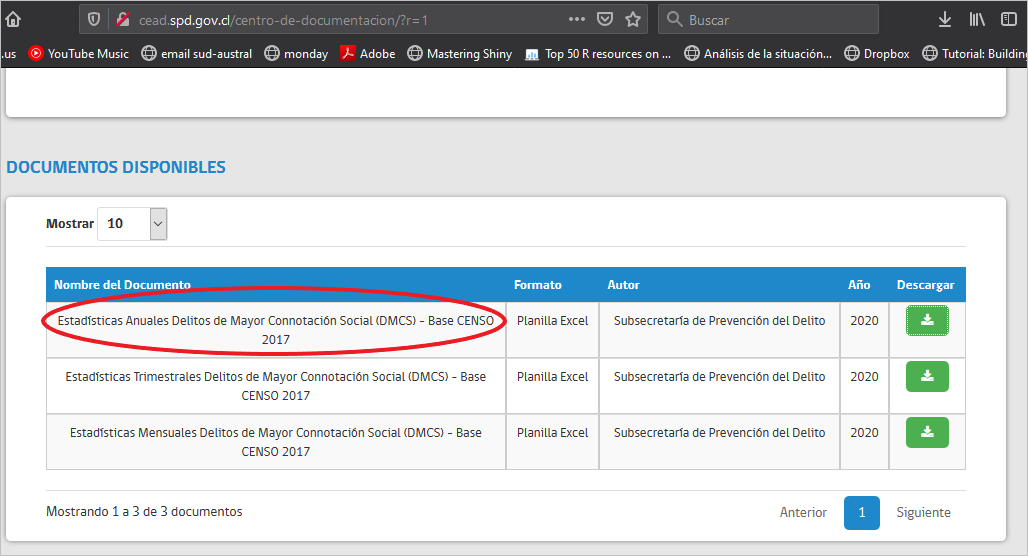 cead.spd.gov.cl/centro-de-documentacion/?r=1
Buscar
.us YouTube Music email sud-austral monday Adobe Mastering Shiny Top 50 R resources on ... Análisis de la situación... Dropbox Tutorial: Building
DOCUMENTOS DISPONIBLES
Mostrar 10
Nombre del Documento Formato Autor Año Descargar
Estadísticas Anuales Delitos de Mayor Connotación Social (DMCS) - Base CENSO 2017 Planilla Excel Subsecretaría de Prevención del Delito 2020
Estadísticas Trimestrales Delitos de Mayor Connotación Social (DMCS) - Base CENSO 2017 Planilla Excel Subsecretaría de Prevención del Delito 2020
Estadísticas Mensuales Delitos de Mayor Connotación Social (DMCS) - Base CENSO 2017 Planilla Excel Subsecretaría de Prevención del Delito 2020
Mostrando 1 a 3 de 3 documentos
Anterior 1 Siguiente